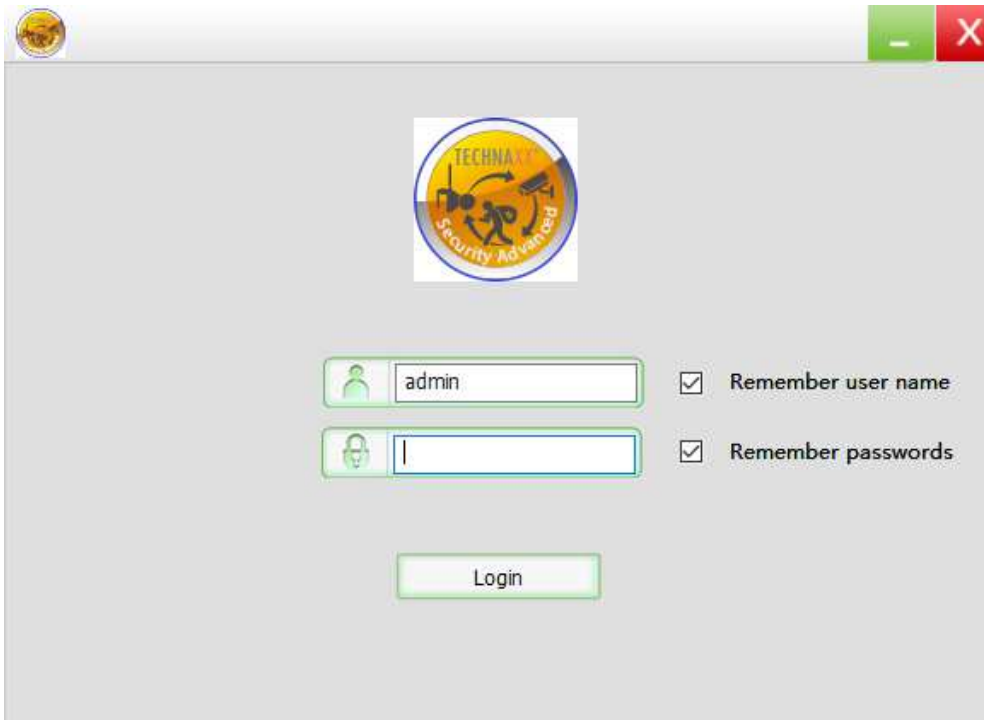 TECHNAXX
Security Advanced
admin
Remember user name
Remember passwords
Login